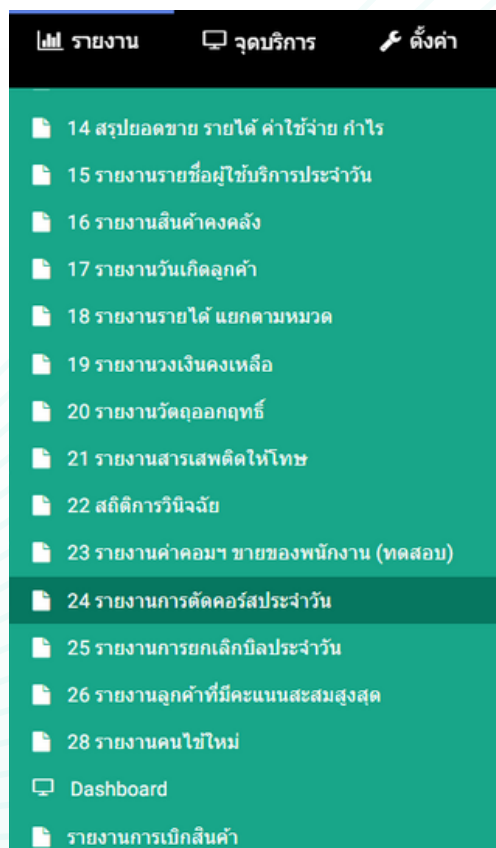 รายงาน จุดบริการ ตั้งค่า
14 สรุปยอดขาย รายได้ ค่าใช้จ่าย กำไร
15 รายงานรายชื่อผู้ใช้บริการประจำวัน
16 รายงานสินค้าคงคลัง
17 รายงานวันเกิดลูกค้า
18 รายงานรายได้ แยกตามหมวด
19 รายงานวงเงินคงเหลือ
20 รายงานวัตถุออกฤทธิ์
21 รายงานสารเสพติดให้โทษ
22 สถิติการวินิจฉัย
23 รายงานค่าคอมฯ ขายของพนักงาน (ทดสอบ)
24 รายงานการตัดคอร์สประจำวัน
25 รายงานการยกเลิกบิลประจำวัน
26 รายงานลูกค้าที่มีคะแนนสะสมสูงสุด
28 รายงานคนไข้ใหม่
Dashboard
รายงานการเบิกสินค้า